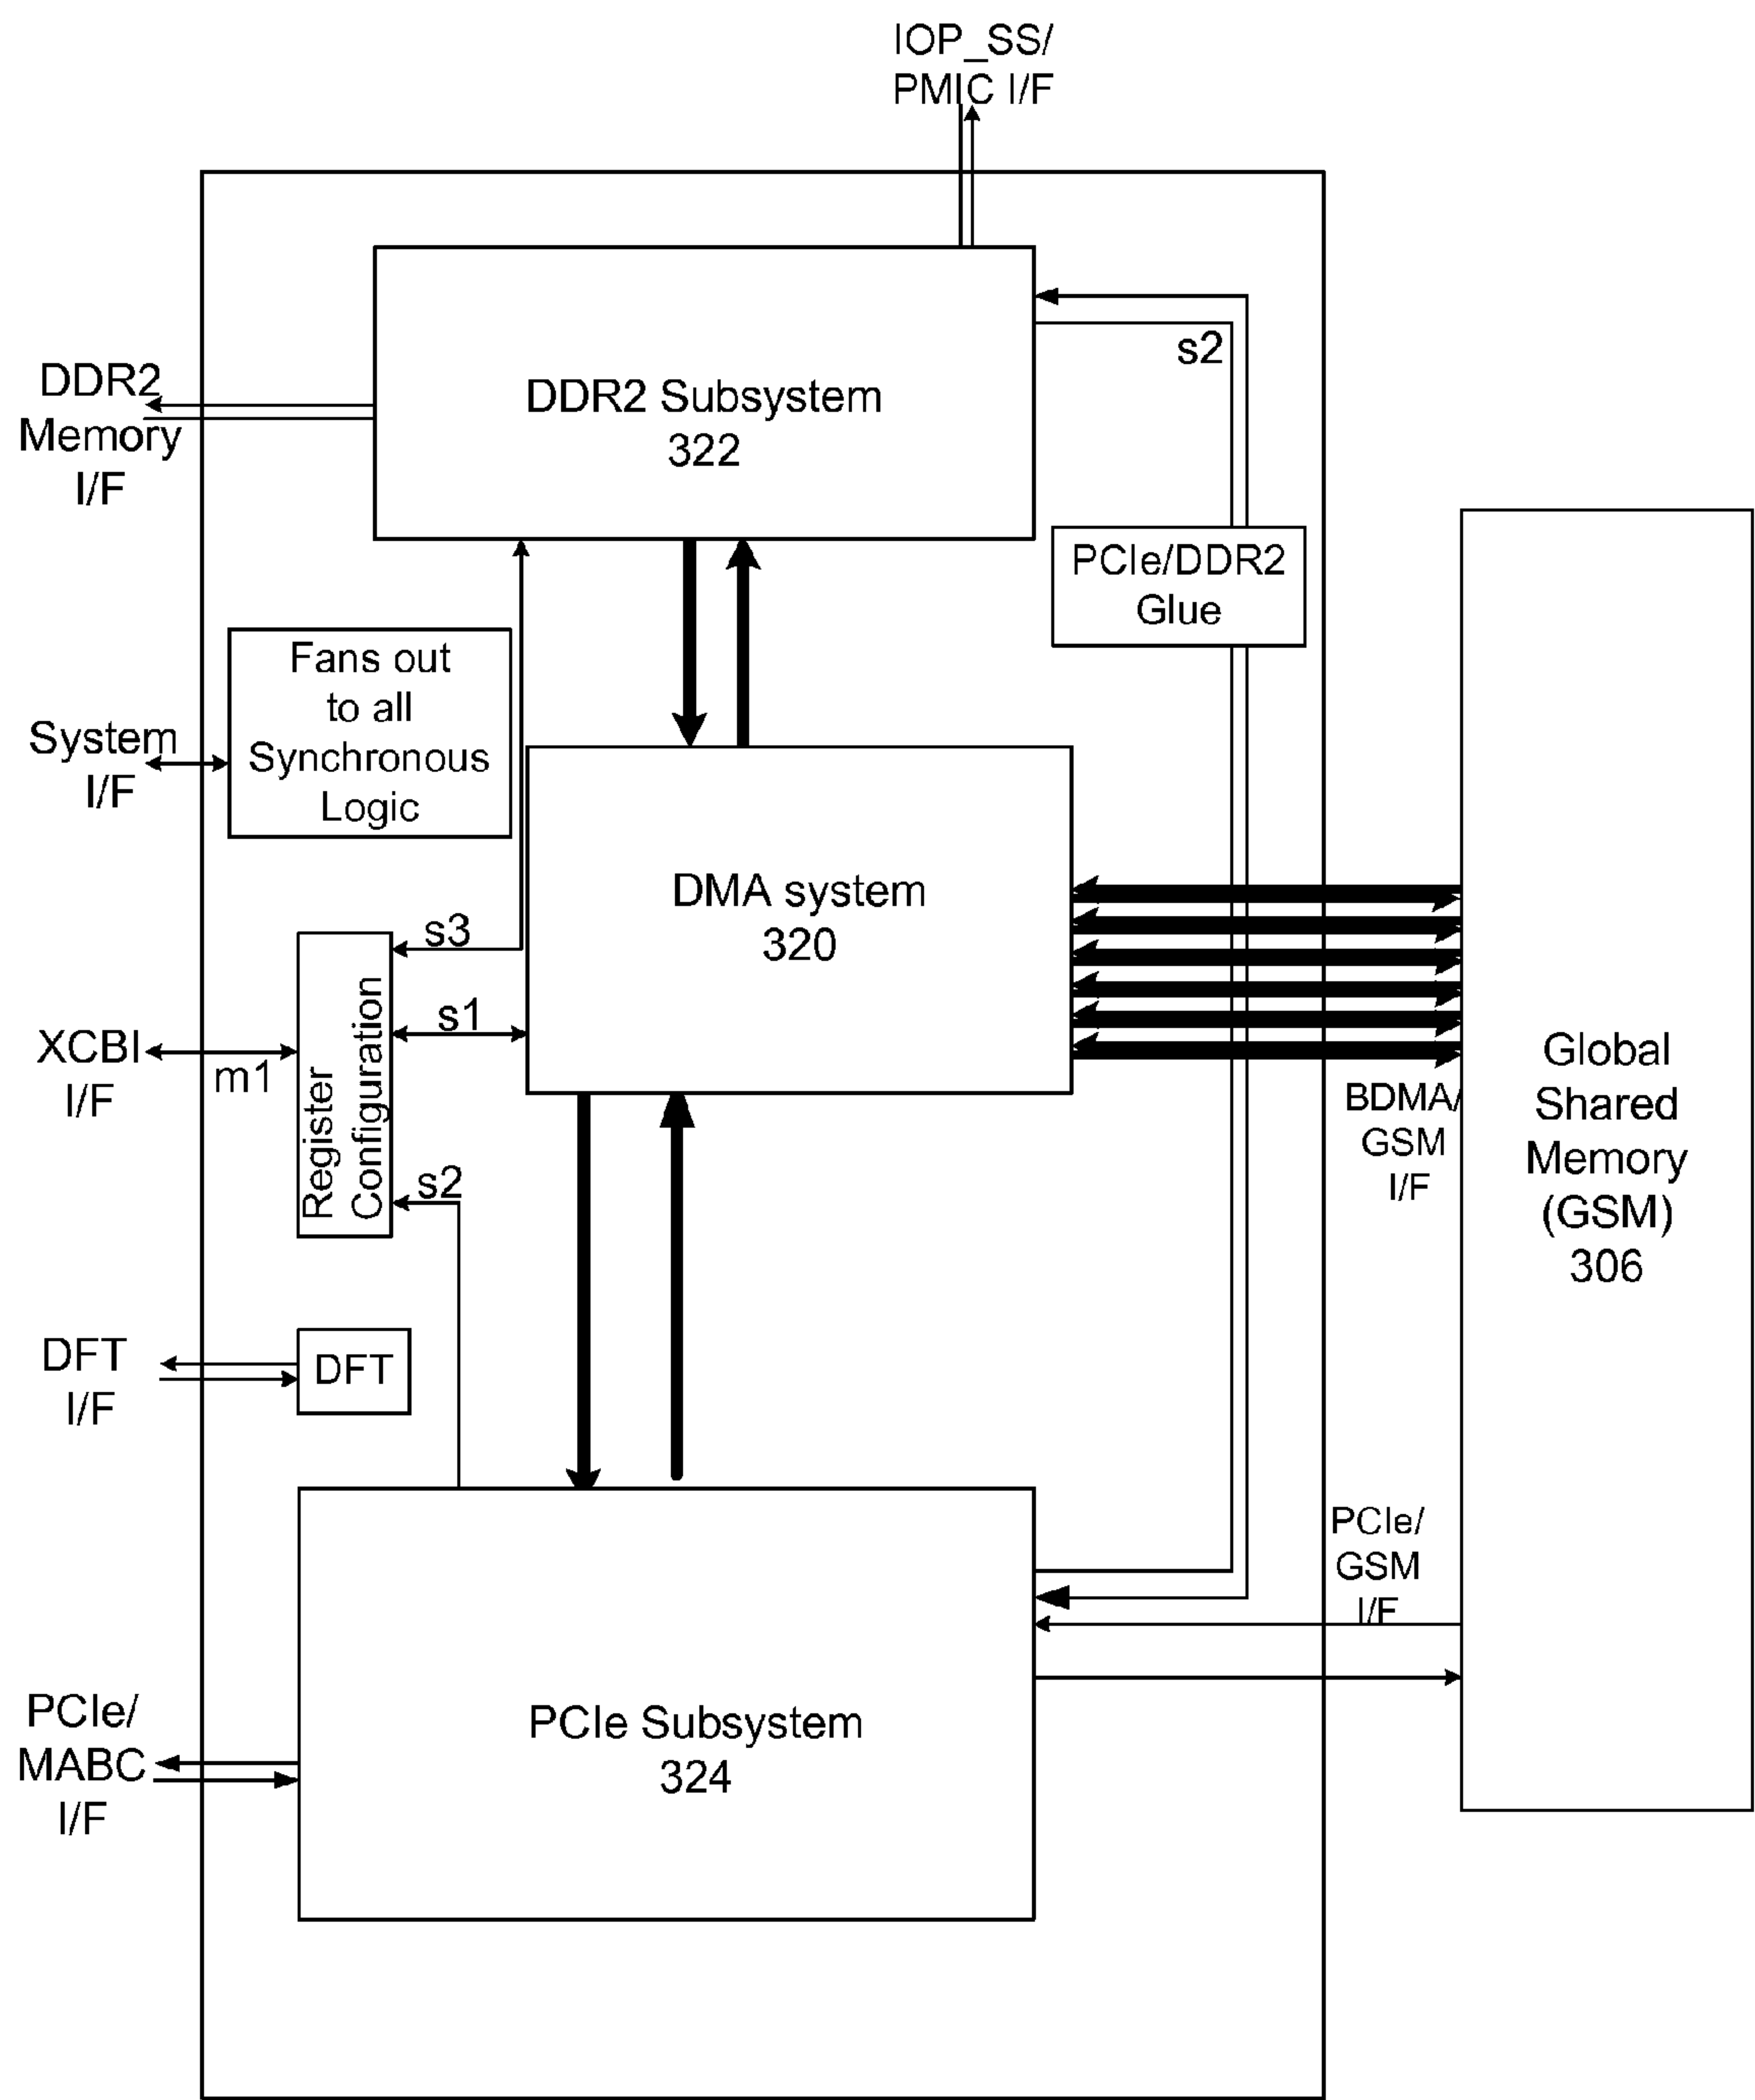 IOP_SS/
PMIC I/F
DDR2
Memory
I/F
DDR2 Subsystem
322
s2
PCIe/DDR2
Glue
Fans out
to all
Synchronous
Logic
System
I/F
DMA system
320
s3
s1
s2
XCBI
I/F
m1
Register
Configuration
BDMA/
GSM
I/F
Global
Shared
Memory
(GSM)
306
DFT
I/F
DFT
PCIe/
GSM
I/F
PCIe Subsystem
324
PCIe/
MABC
I/F